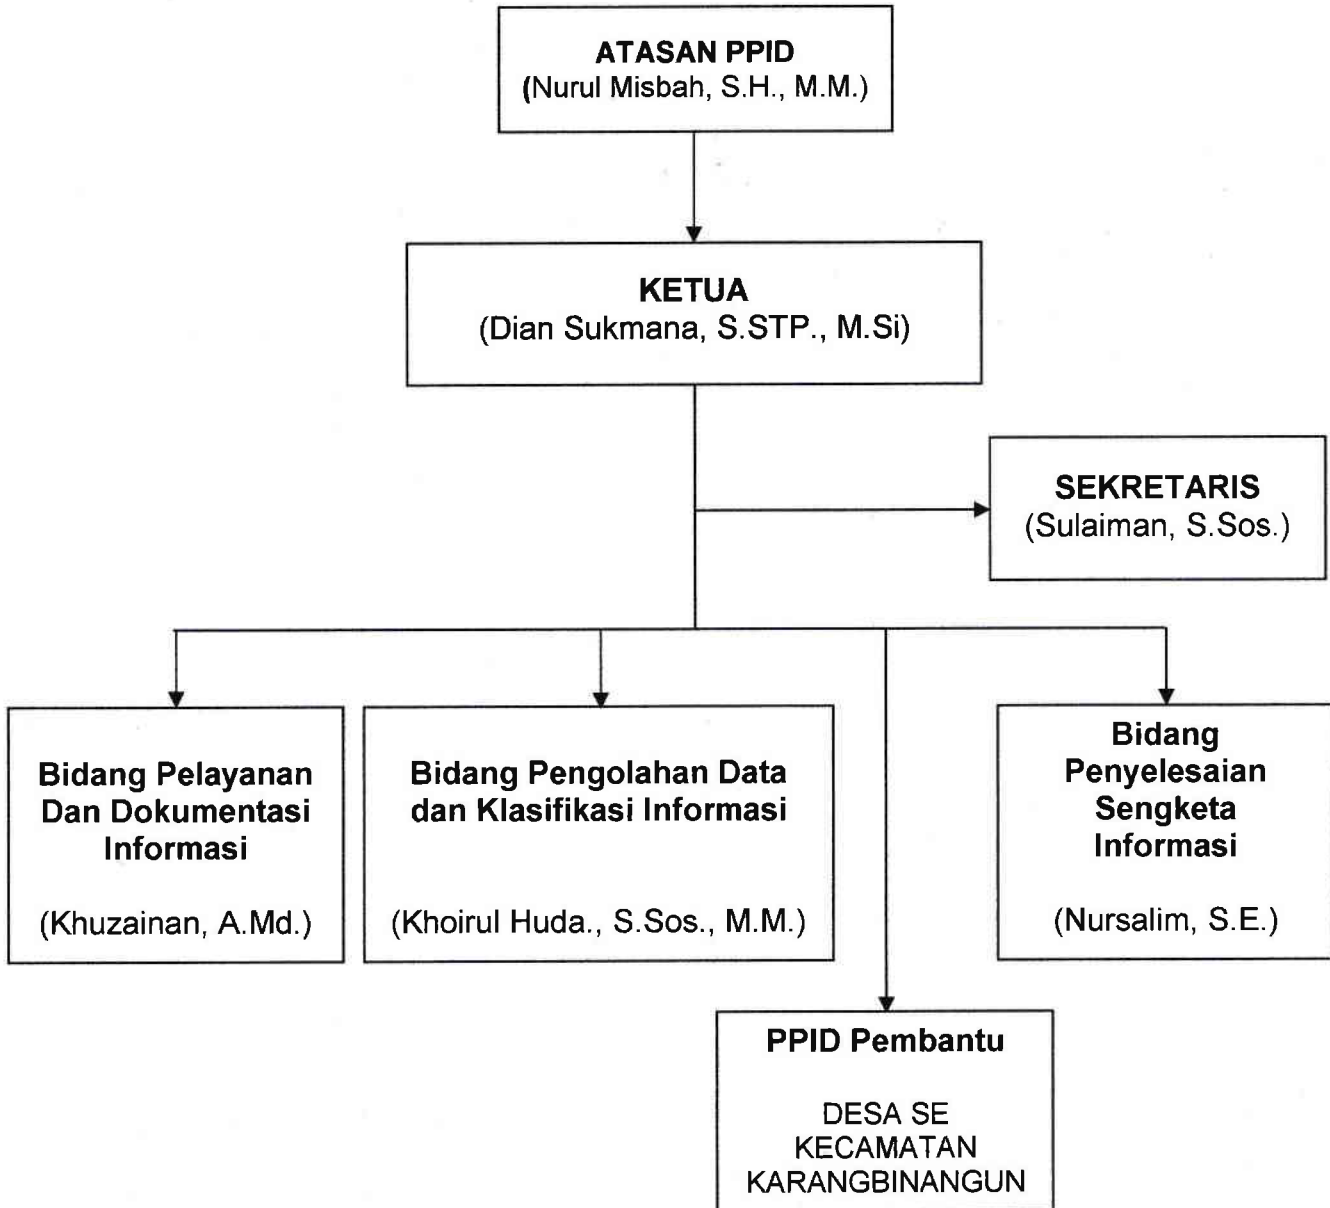 ATASAN PPID
(Nurul Misbah, S.H., M.M.)
KETUA
(Dian Sukmana, S.STP., M.Si)
SEKRETARIS
(Sulaiman, S.Sos.)
Bidang Pelayanan
Dan Dokumentasi
Informasi
(Khuzainan, A.Md.)
Bidang Pengolahan Data
dan Klasifikasi Informasi
(Khoirul Huda., S.Sos., M.M.)
Bidang
Penyelesaian
Sengketa
Informasi
(Nursalim, S.E.)
PPID Pembantu
DESA SE
KECAMATAN
KARANGBINANGUN